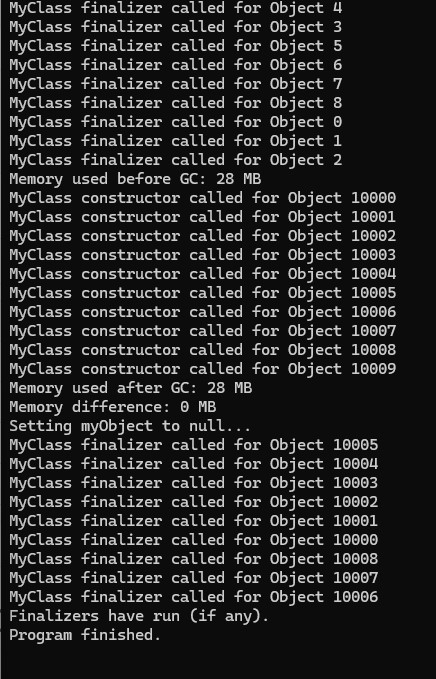 MyClass finalizer called for Object 4
MyClass finalizer called for Object 3
MyClass finalizer called for Object 5
MyClass finalizer called for Object 6
MyClass finalizer called for Object 7
MyClass finalizer called for Object 8
MyClass finalizer called for Object 0
MyClass finalizer called for Object 1
MyClass finalizer called for Object 2
Memory used before GC: 28 MB
MyClass constructor called for Object 10000
MyClass constructor called for Object 10001
MyClass constructor called for Object 10002
MyClass constructor called for Object 10003
MyClass constructor called for Object 10004
MyClass constructor called for Object 10005
MyClass constructor called for Object 10006
MyClass constructor called for Object 10007
MyClass constructor called for Object 10008
MyClass constructor called for Object 10009
Memory used after GC: 28 MB
Memory difference: 0 MB
Setting myObject to null...
MyClass finalizer called for Object 10005
MyClass finalizer called for Object 10004
MyClass finalizer called for Object 10003
MyClass finalizer called for Object 10002
MyClass finalizer called for Object 10001
MyClass finalizer called for Object 10000
MyClass finalizer called for Object 10008
MyClass finalizer called for Object 10007
MyClass finalizer called for Object 10006
Finalizers have run (if any).
Program finished.